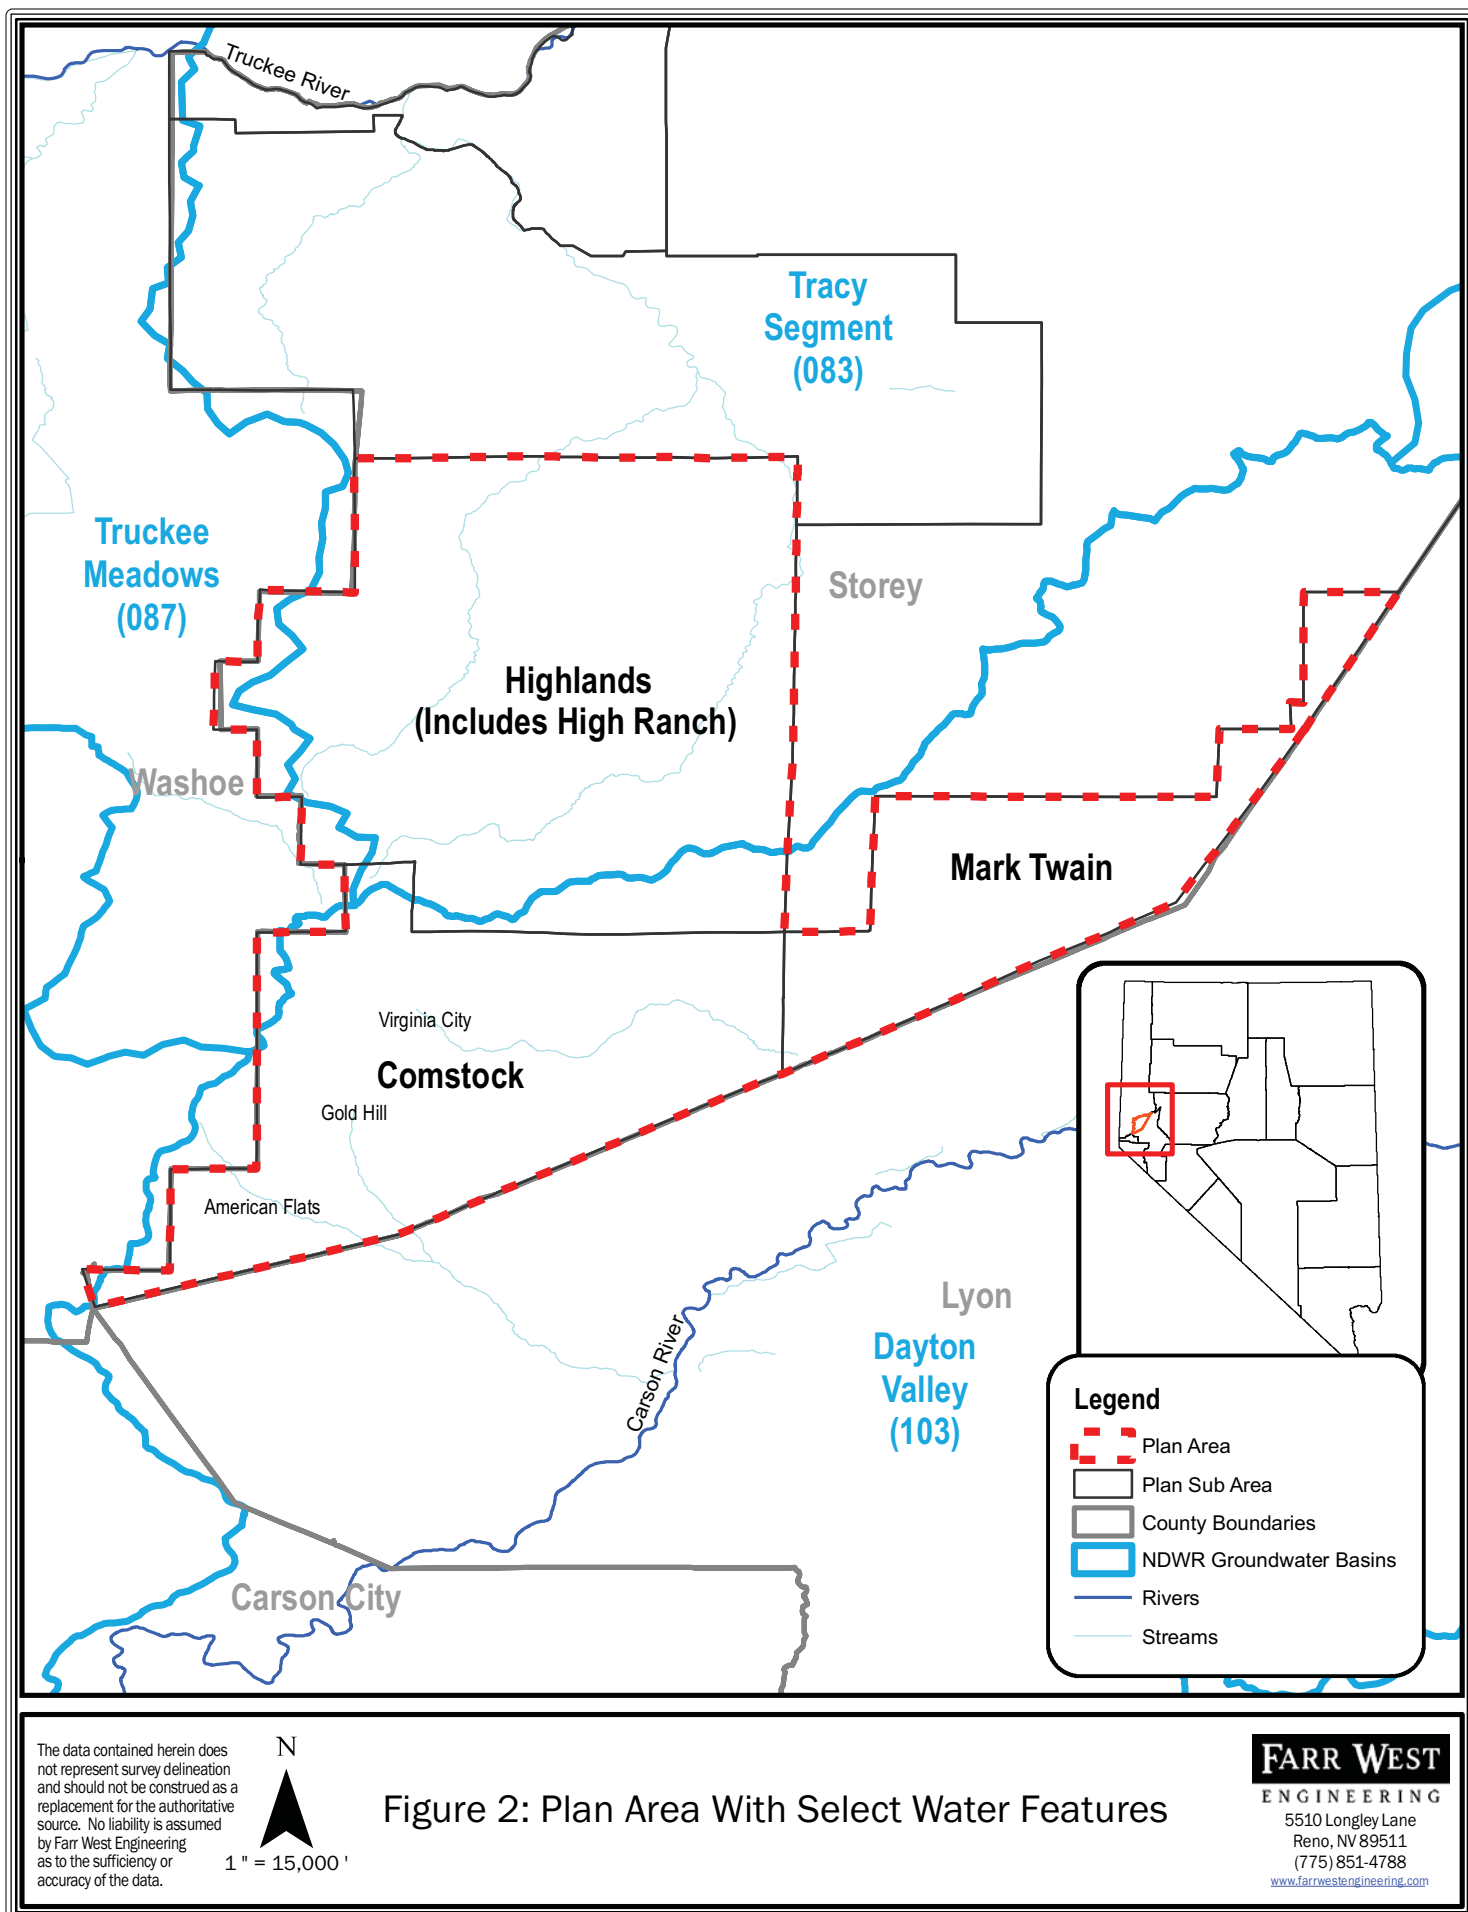 Truckee River
Tracy
Segment
(083)
Truckee
Meadows
(087)
Storey
Highlands
(Includes High Ranch)
Washoe
Mark Twain
Virginia City
Comstock
Gold Hill
American Flats
Lyon
Carson River
Dayton
Valley
(103)
Carson City
Legend
Plan Area
Plan Sub Area
County Boundaries
NDWR Groundwater Basins
Rivers
Streams
The data contained herein does
not represent survey delineation
and should not be construed as a
replacement for the authoritative
source. No liability is assumed
by Farr West Engineering
as to the sufficiency or
accuracy of the data.
N
1 " = 15,000 '
Figure 2: Plan Area With Select Water Features
FARR WEST
ENGINEERING
5510 Longley Lane
Reno, NV 89511
(775) 851-4788
www.farrwestengineering.com